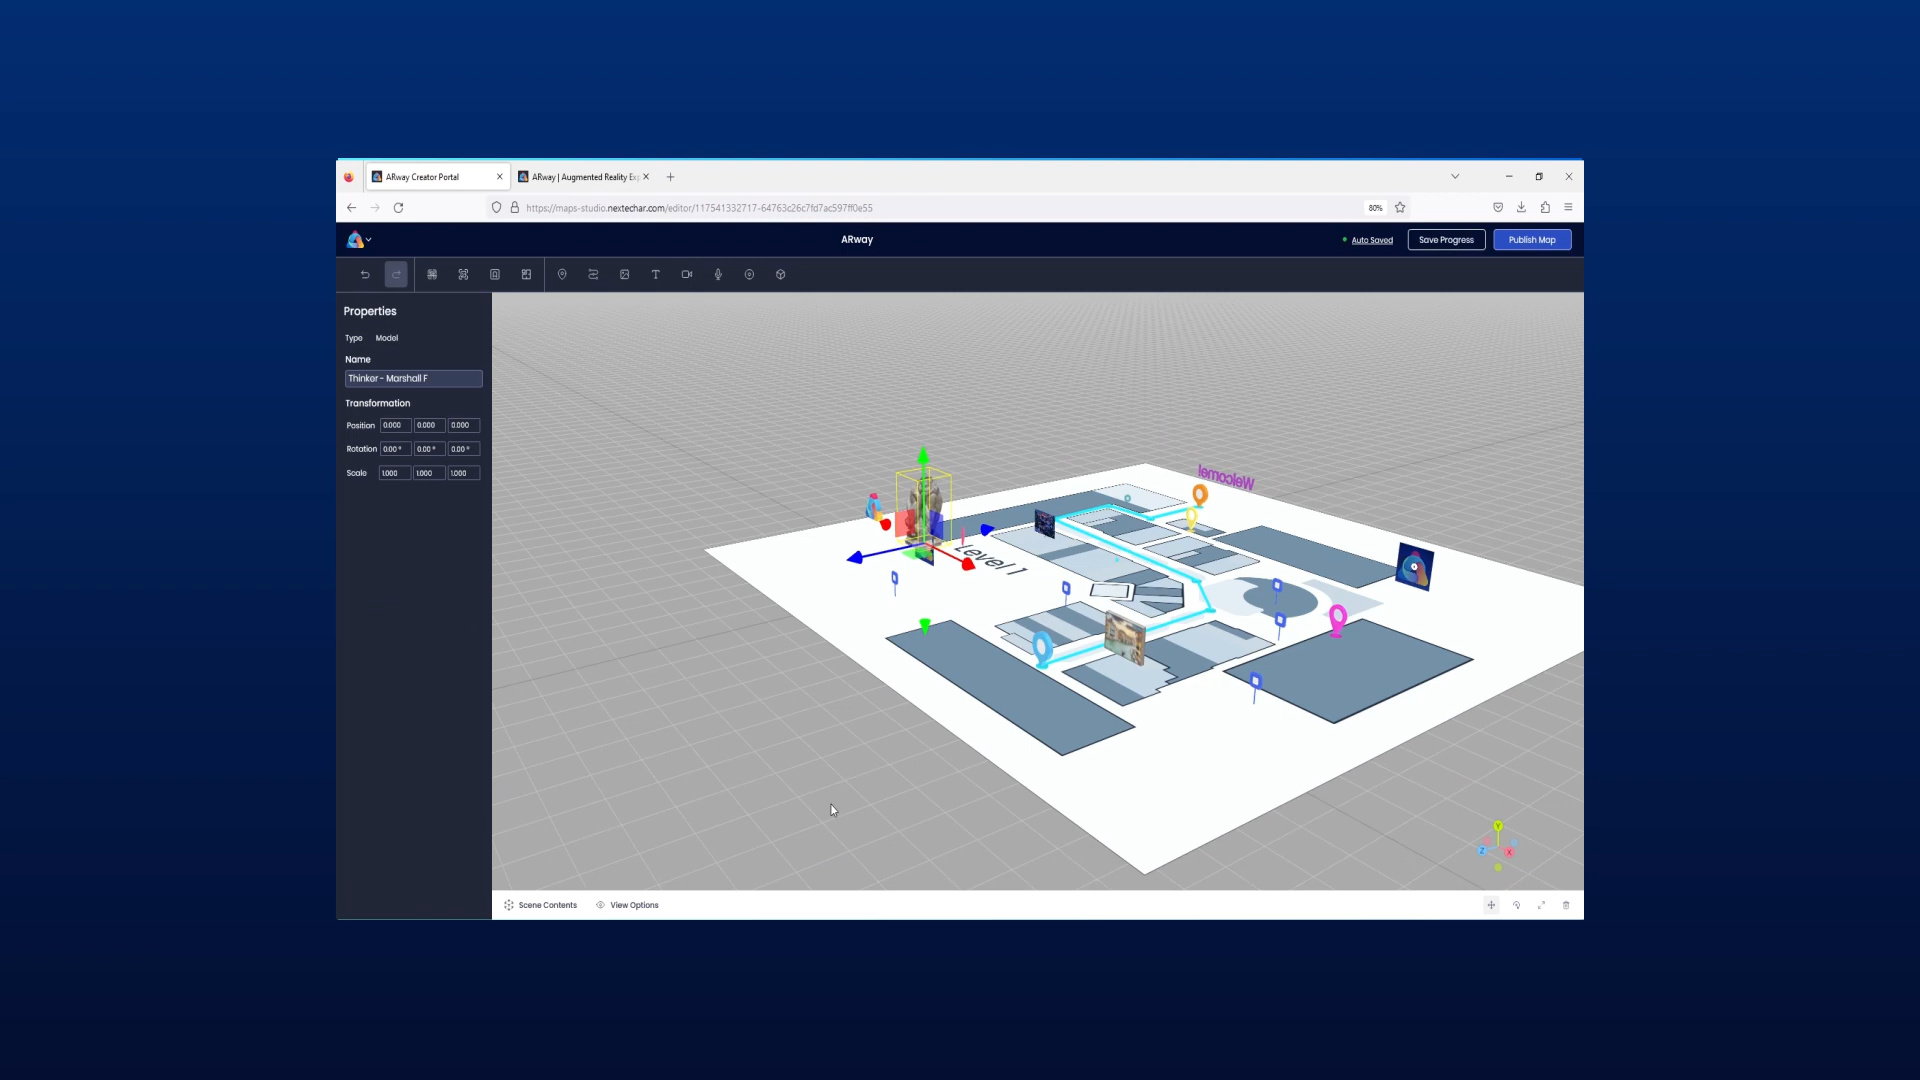 ARway Creator Portal
ARway | Augmented Reality Ex
https://maps-studio.nextechar.com/editor/117541332717-64763c26c7fd7ac597ff0e55
80%
ARway
Auto Saved
Save Progress
Publish Map
Properties
Type Model
Name
Thinker - Marshall F
Transformation
Position 0.000 0.000 0.000
Rotation 0.00 ° 0.00 ° 0.00 °
Scale 1.000 1.000 1.000
Welcome!
Level 1
Y
Z
X
Scene Contents
View Options